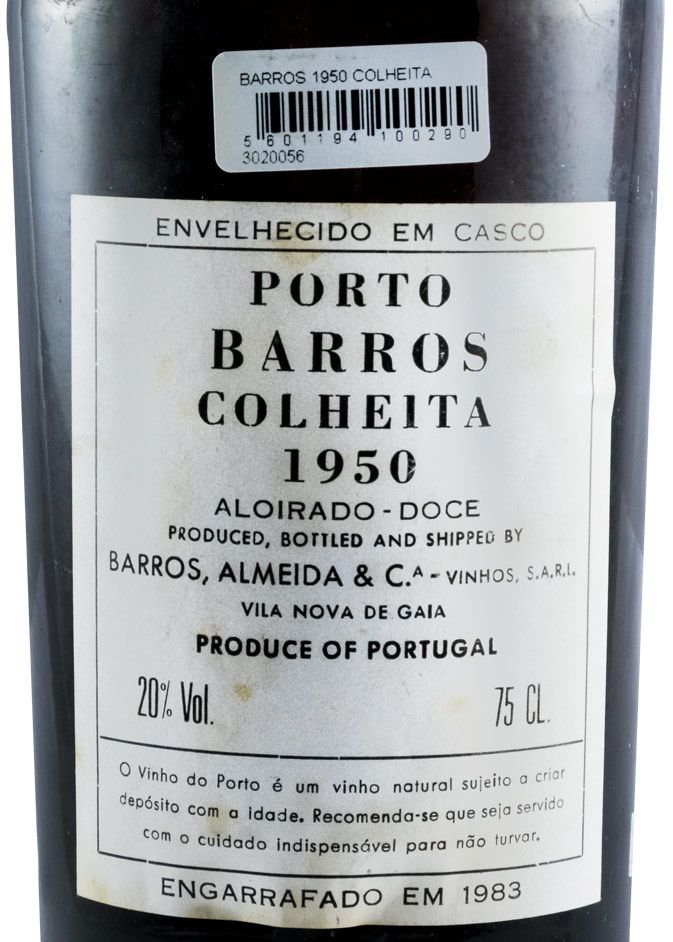 BARROS 1950 COLHEITA
5 601194 100290
3020056
ENVELHECIDO EM CASCO
PORTO
BARROS
COLHEITA
1950
ALOIRADO - DOCE
PRODUCED, BOTTLED AND SHIPPED BY
BARROS, ALMEIDA & C.ᴬ - VINHOS, S.A.R.L.
VILA NOVA DE GAIA
PRODUCE OF PORTUGAL
20% Vol. 75 CL.
O Vinho do Porto é um vinho natural sujeito a criar
depósito com a idade. Recomenda-se que seja servido
com o cuidado indispensável para não turvar.
ENGARRAFADO EM 1983